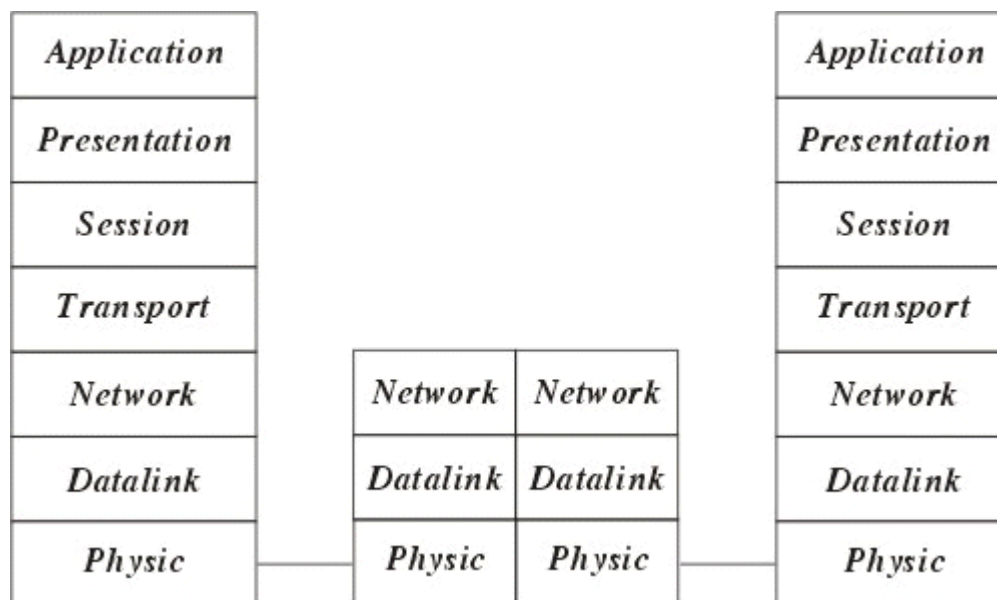 Application
Presentation
Session
Transport
Network
Datalink
Physic
Network Network
Datalink Datalink
Physic Physic
Application
Presentation
Session
Transport
Network
Datalink
Physic